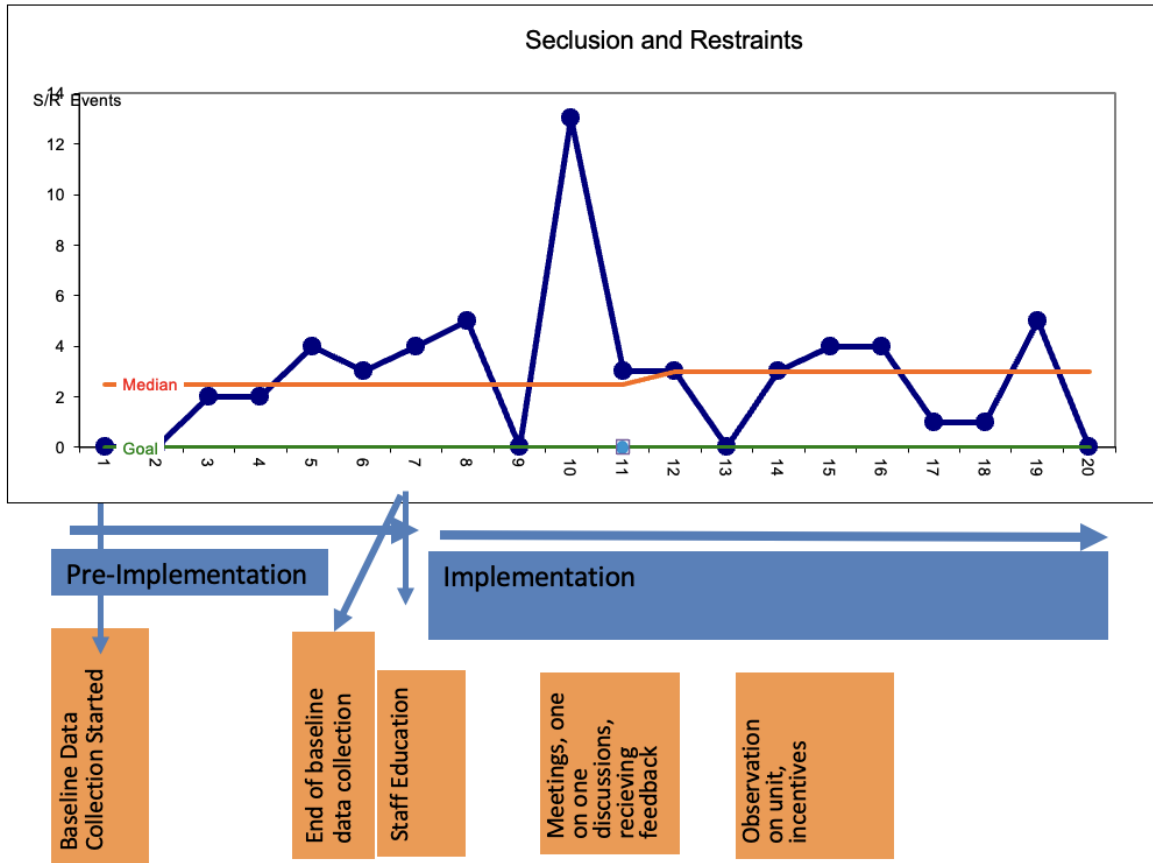 Seclusion and Restraints
S/R Events
14
12
10
8
6
4
2
0
Median
Goal
1
2
3
4
5
6
7
8
9
10
11
12
13
14
15
16
17
18
19
20
Pre-Implementation
Implementation
Baseline Data
Collection Started
End of baseline
data collection
Staff Education
Meetings, one
on one
discussions,
recieving
feedback
Observation
on unit,
incentives